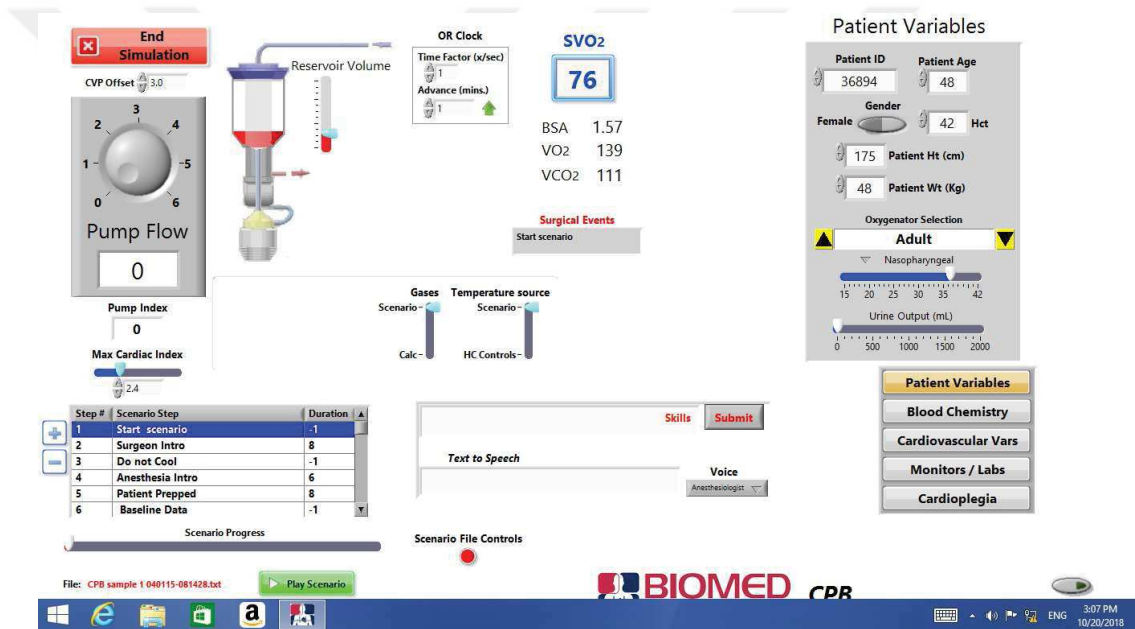 End
Simulation
CVP Offset 3.0
3
2 4
1 5
0 6
Pump Flow
0
Pump Index
0
Max Cardiac Index
2.4
Reservoir Volume
OR Clock
Time Factor (x/sec)
1
Advance (mins.)
1
SVO2
76
BSA 1.57
VO2 139
VCO2 111
Surgical Events
Start scenario
Gases Temperature source
Scenario Scenario
Calc HC Controls
Patient Variables
Patient ID Patient Age
36894 48
Gender
Female 42 Hct
175 Patient Ht (cm)
48 Patient Wt (Kg)
Oxygenator Selection
Adult
Nasopharyngeal
15 20 25 30 35 42
Urine Output (mL)
0 500 1000 1500 2000
Patient Variables
Blood Chemistry
Cardiovascular Vars
Monitors / Labs
Cardioplegia
Step # Scenario Step Duration
1 Start scenario -1
2 Surgeon Intro 8
3 Do not Cool -1
4 Anesthesia Intro 6
5 Patient Prepped 8
6 Baseline Data -1
Scenario Progress
Skills Submit
Text to Speech
Voice
Anesthesiologist
Scenario File Controls
File: CPB sample 1 040115-081428.txt
Play Scenario
BIOMED CPB
ENG 3:07 PM
10/20/2018